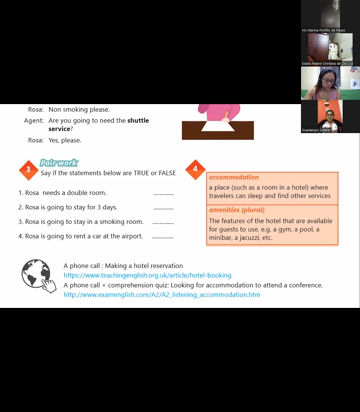 Rosa: Non smoking please.
Agent: Are you going to need the shuttle
service?
Rosa: Yes, please.
3 Pair work
Say if the statements below are TRUE or FALSE
1. Rosa needs a double room. ............
2. Rosa is going to stay for 3 days. ............
3. Rosa is going to stay in a smoking room. ............
4. Rosa is going to rent a car at the airport. ............
4
accommodation
a place (such as a room in a hotel) where
travelers can sleep and find other services
amenities (plural)
The features of the hotel that are available
for guests to use, e.g. a gym, a pool, a
minibar, a jacuzzi, etc.
A phone call : Making a hotel reservation
https://www.teachingenglish.org.uk/article/hotel-booking
A phone call + comprehension quiz: Looking for accommodation to attend a conference.
http://www.examenglish.com/A2/A2_listening_accommodation.htm